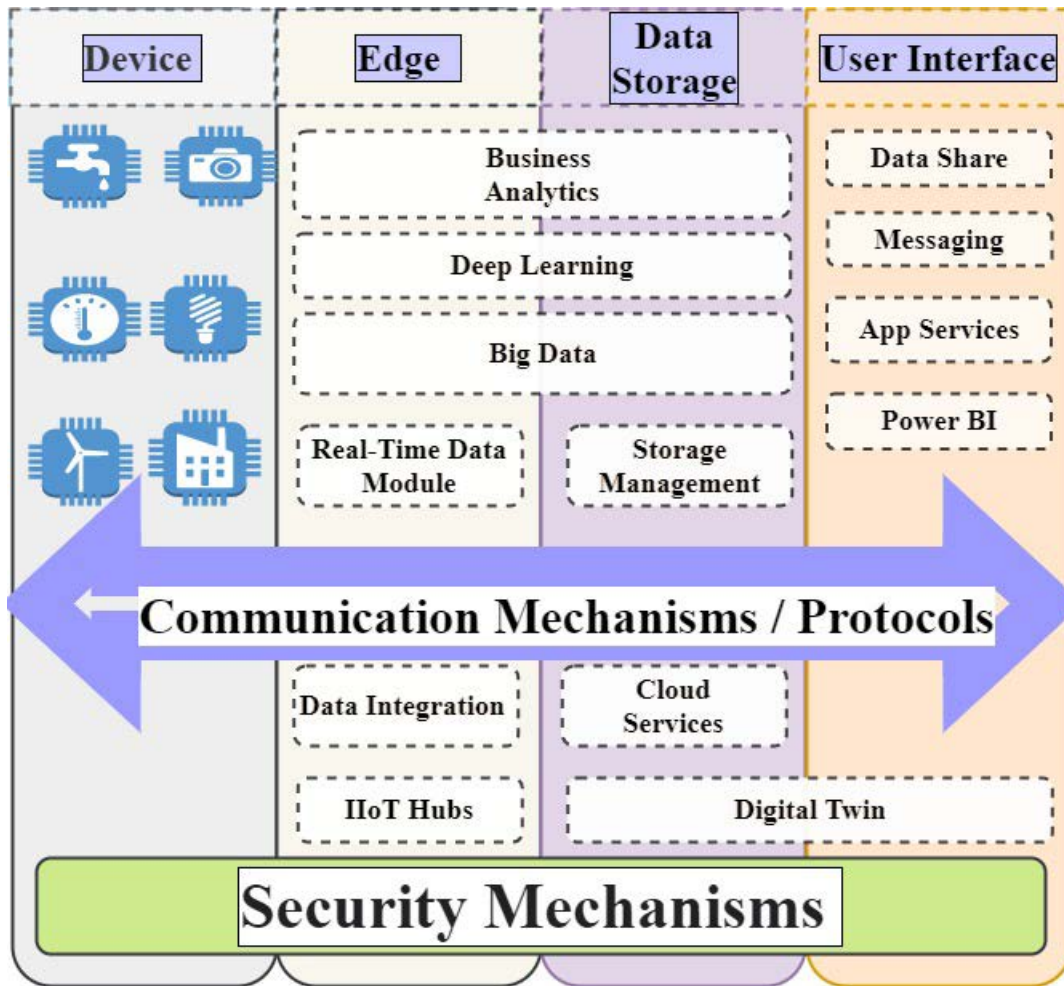 Device
Edge
Data
Storage
User Interface
Business
Analytics
Deep Learning
Big Data
Real-Time Data
Module
Storage
Management
Data Share
Messaging
App Services
Power BI
Communication Mechanisms / Protocols
Data Integration
Cloud
Services
IIoT Hubs
Digital Twin
Security Mechanisms